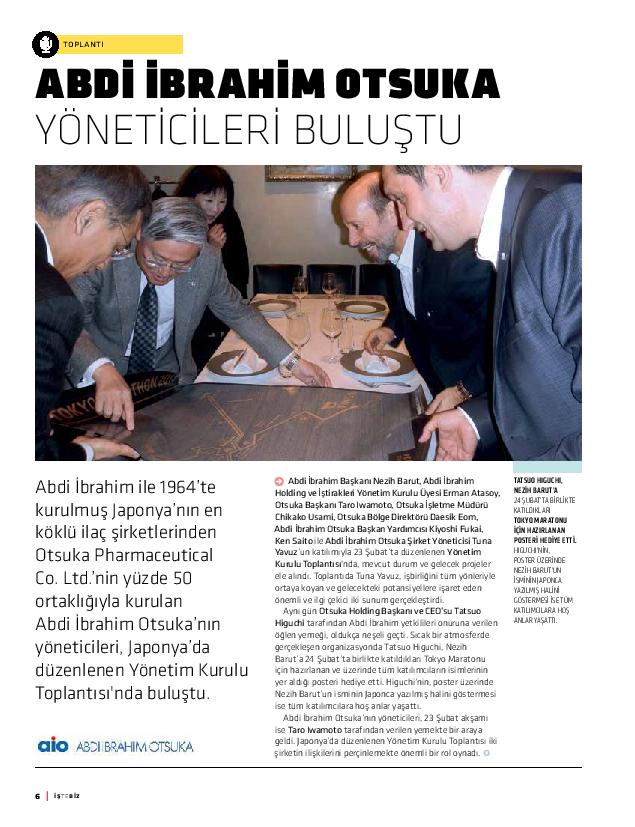 TOPLANTI
ABDİ İBRAHİM OTSUKA
YÖNETİCİLERİ BULUŞTU
TOKYO MARATHON 201
Abdi İbrahim ile 1964'te
kurulmuş Japonya'nın en
köklü ilaç şirketlerinden
Otsuka Pharmaceutical
Co. Ltd.'nin yüzde 50
ortaklığıyla kurulan
Abdi İbrahim Otsuka'nın
yöneticileri, Japonya'da
düzenlenen Yönetim Kurulu
Toplantısı'nda buluştu.
aio ABDI IBRAHIM OTSUKA
Abdi İbrahim Başkanı Nezih Barut, Abdi İbrahim
Holding ve İştirakleri Yönetim Kurulu Üyesi Erman Atasoy,
Otsuka Başkanı Taro Iwamoto, Otsuka İşletme Müdürü
Chikako Usami, Otsuka Bölge Direktörü Daesik Eom,
Abdi İbrahim Otsuka Başkan Yardımcısı Kiyoshi Fukai,
Ken Saito ile Abdi İbrahim Otsuka Şirket Yöneticisi Tuna
Yavuz'un katılımıyla 23 Şubat'ta düzenlenen Yönetim
Kurulu Toplantısı'nda, mevcut durum ve gelecek projeler
ele alındı. Toplantıda Tuna Yavuz, işbirliğini tüm yönleriyle
ortaya koyan ve gelecekteki potansiyellere işaret eden
önemli ve ilgi çekici iki sunum gerçekleştirdi.
Aynı gün Otsuka Holding Başkanı ve CEO'su Tatsuo
Higuchi tarafından Abdi İbrahim yetkilileri onuruna verilen
öğlen yemeği, oldukça neşeli geçti. Sıcak bir atmosferde
gerçekleşen organizasyonda Tatsuo Higuchi, Nezih
Barut'a 24 Şubat'ta birlikte katıldıkları Tokyo Maratonu
için hazırlanan ve üzerinde tüm katılımcıların isimlerinin
yer aldığı posteri hediye etti. Higuchi'nin, poster üzerinde
Nezih Barut'un isminin Japonca yazılmış halini göstermesi
ise tüm katılımcılara hoş anlar yaşattı.
Abdi İbrahim Otsuka'nın yöneticileri, 23 Şubat akşamı
ise Taro Iwamoto tarafından verilen yemekte bir araya
geldi. Japonya'da düzenlenen Yönetim Kurulu Toplantısı iki
şirketin ilişkilerini perçinlemekte önemli bir rol oynadı.
TATSUO HIGUCHI,
NEZİH BARUT'A
24 ŞUBAT'TA BİRLİKTE
KATILDIKLARI
TOKYO MARATONU
İÇİN HAZIRLANAN
POSTERİ HEDİYE ETTİ.
HIGUCHI'NİN,
POSTER ÜZERİNDE
NEZİH BARUT'UN
İSMİNİN JAPONCA
YAZILMIŞ HALİNİ
GÖSTERMESİ İSE TÜM
KATILIMCILARA HOŞ
ANLAR YAŞATTI.
6 | İŞTEBİZ